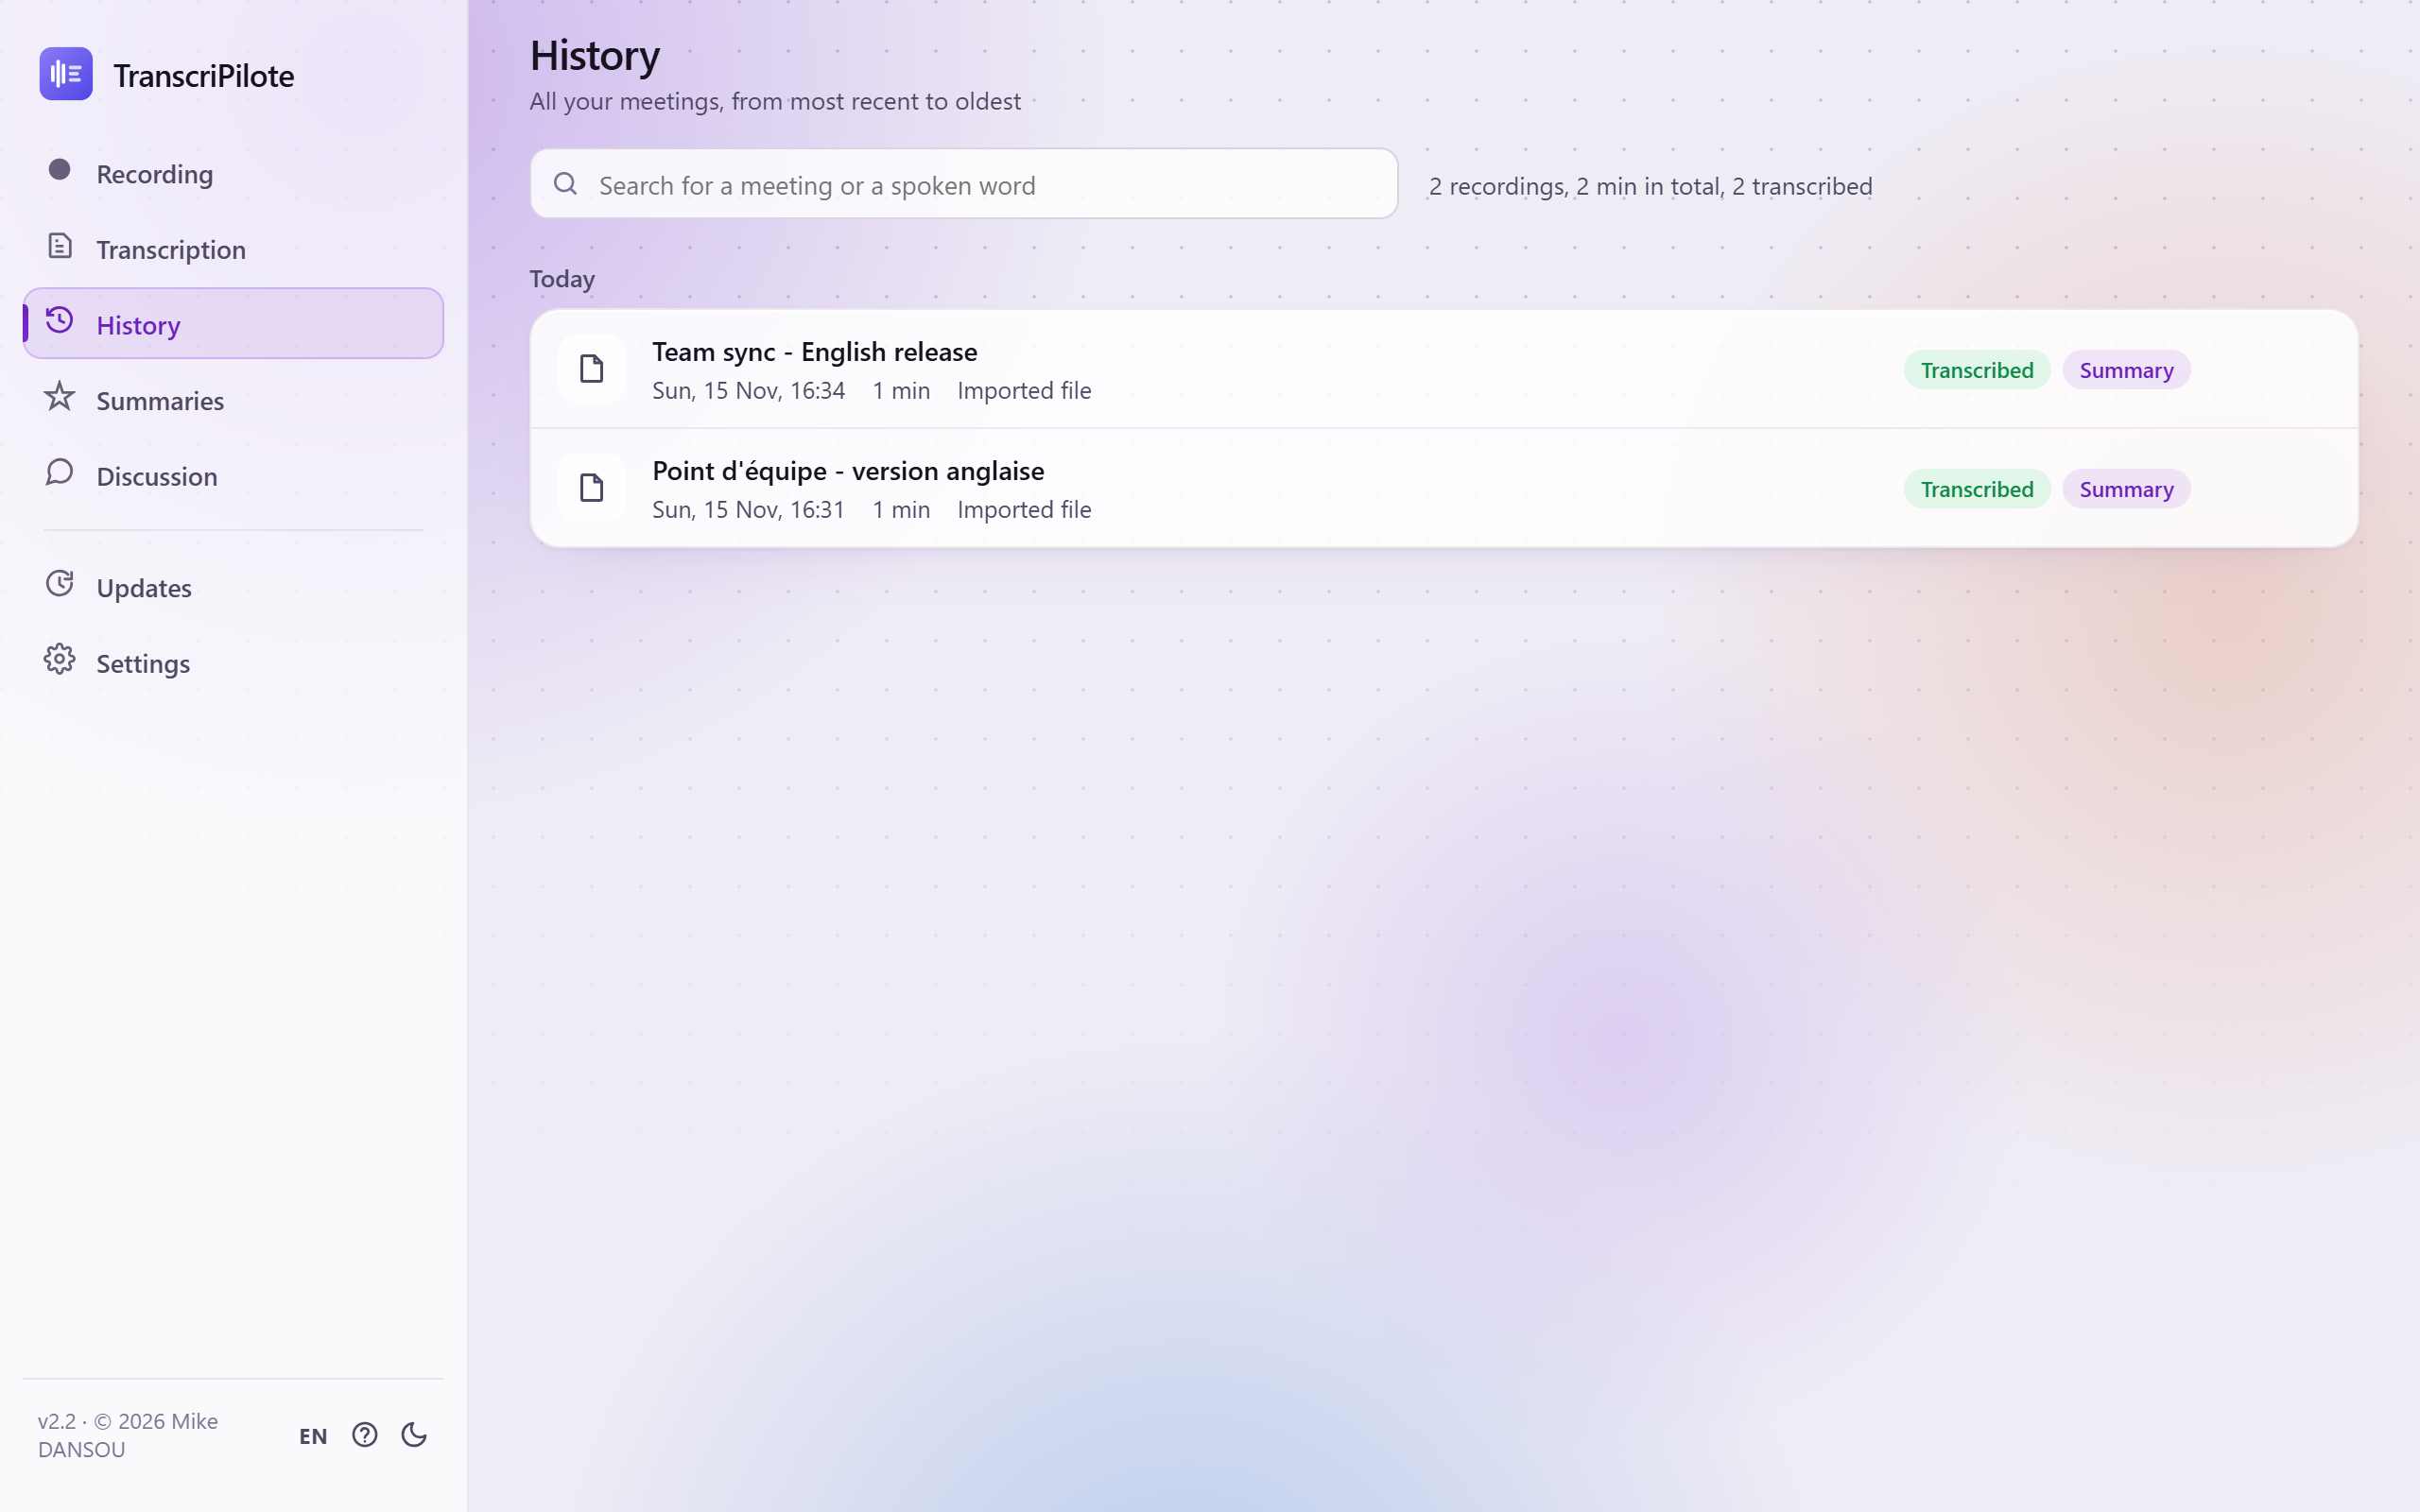 TranscriPilote
Recording
Transcription
History
Summaries
Discussion
Updates
Settings
v2.2 · © 2026 Mike
DANSOU
EN
History
All your meetings, from most recent to oldest
Search for a meeting or a spoken word
2 recordings, 2 min in total, 2 transcribed
Today
Team sync - English release
Sun, 15 Nov, 16:34 1 min Imported file
Transcribed Summary
Point d'équipe - version anglaise
Sun, 15 Nov, 16:31 1 min Imported file
Transcribed Summary